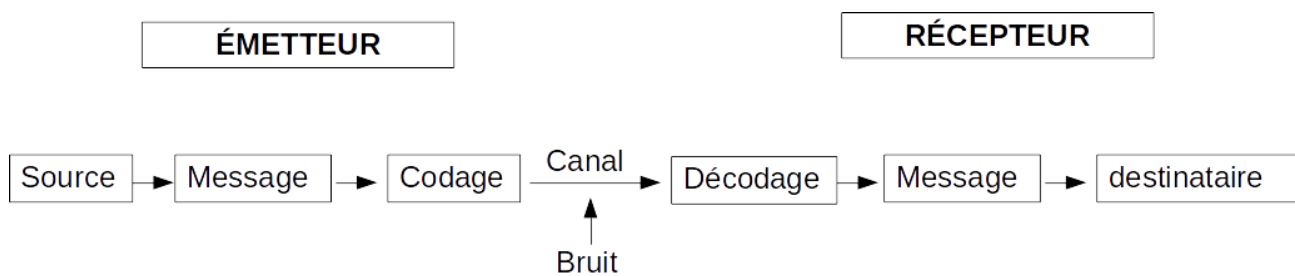 ÉMETTEUR
RÉCEPTEUR
Source
Message
Codage
Canal
Bruit
Décodage
Message
destinataire